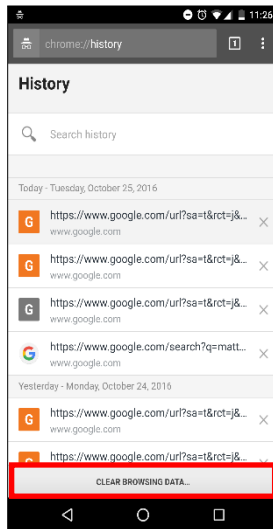 11:26
chrome://history
1
History
Search history
Today - Tuesday, October 25, 2016
G
https://www.google.com/url?sa=t&rct=j&...
www.google.com
G
https://www.google.com/url?sa=t&rct=j&...
www.google.com
G
https://www.google.com/url?sa=t&rct=j&...
www.google.com
G
https://www.google.com/search?q=matt...
www.google.com
Yesterday - Monday, October 24, 2016
G
https://www.google.com/url?sa=t&rct=j&...
www.google.com
https://www.google.com/url?sa=t&rct=j&...
CLEAR BROWSING DATA...